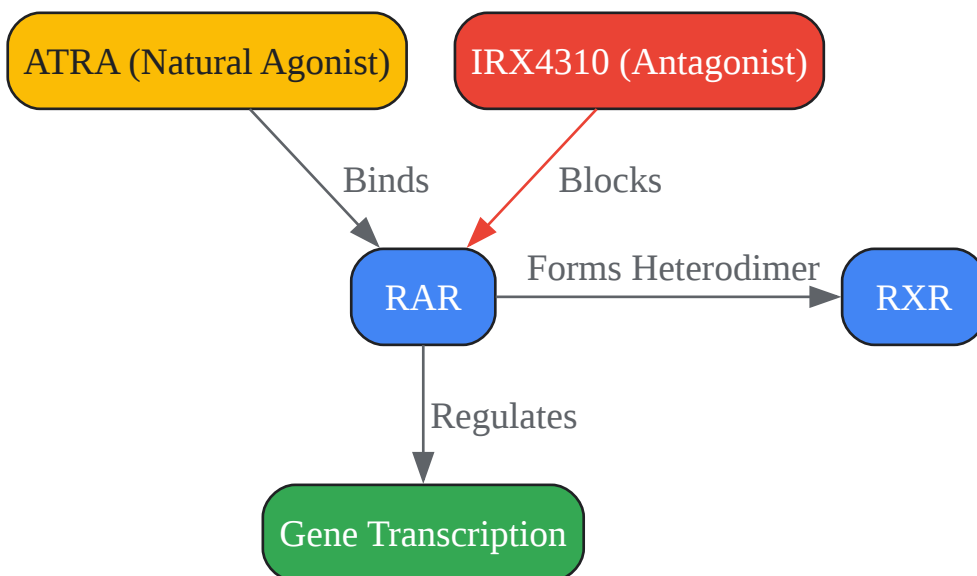 ATRA (Natural Agonist)
IRX4310 (Antagonist)
Binds
Blocks
Forms Heterodimer
RAR
RXR
Regulates
Gene Transcription